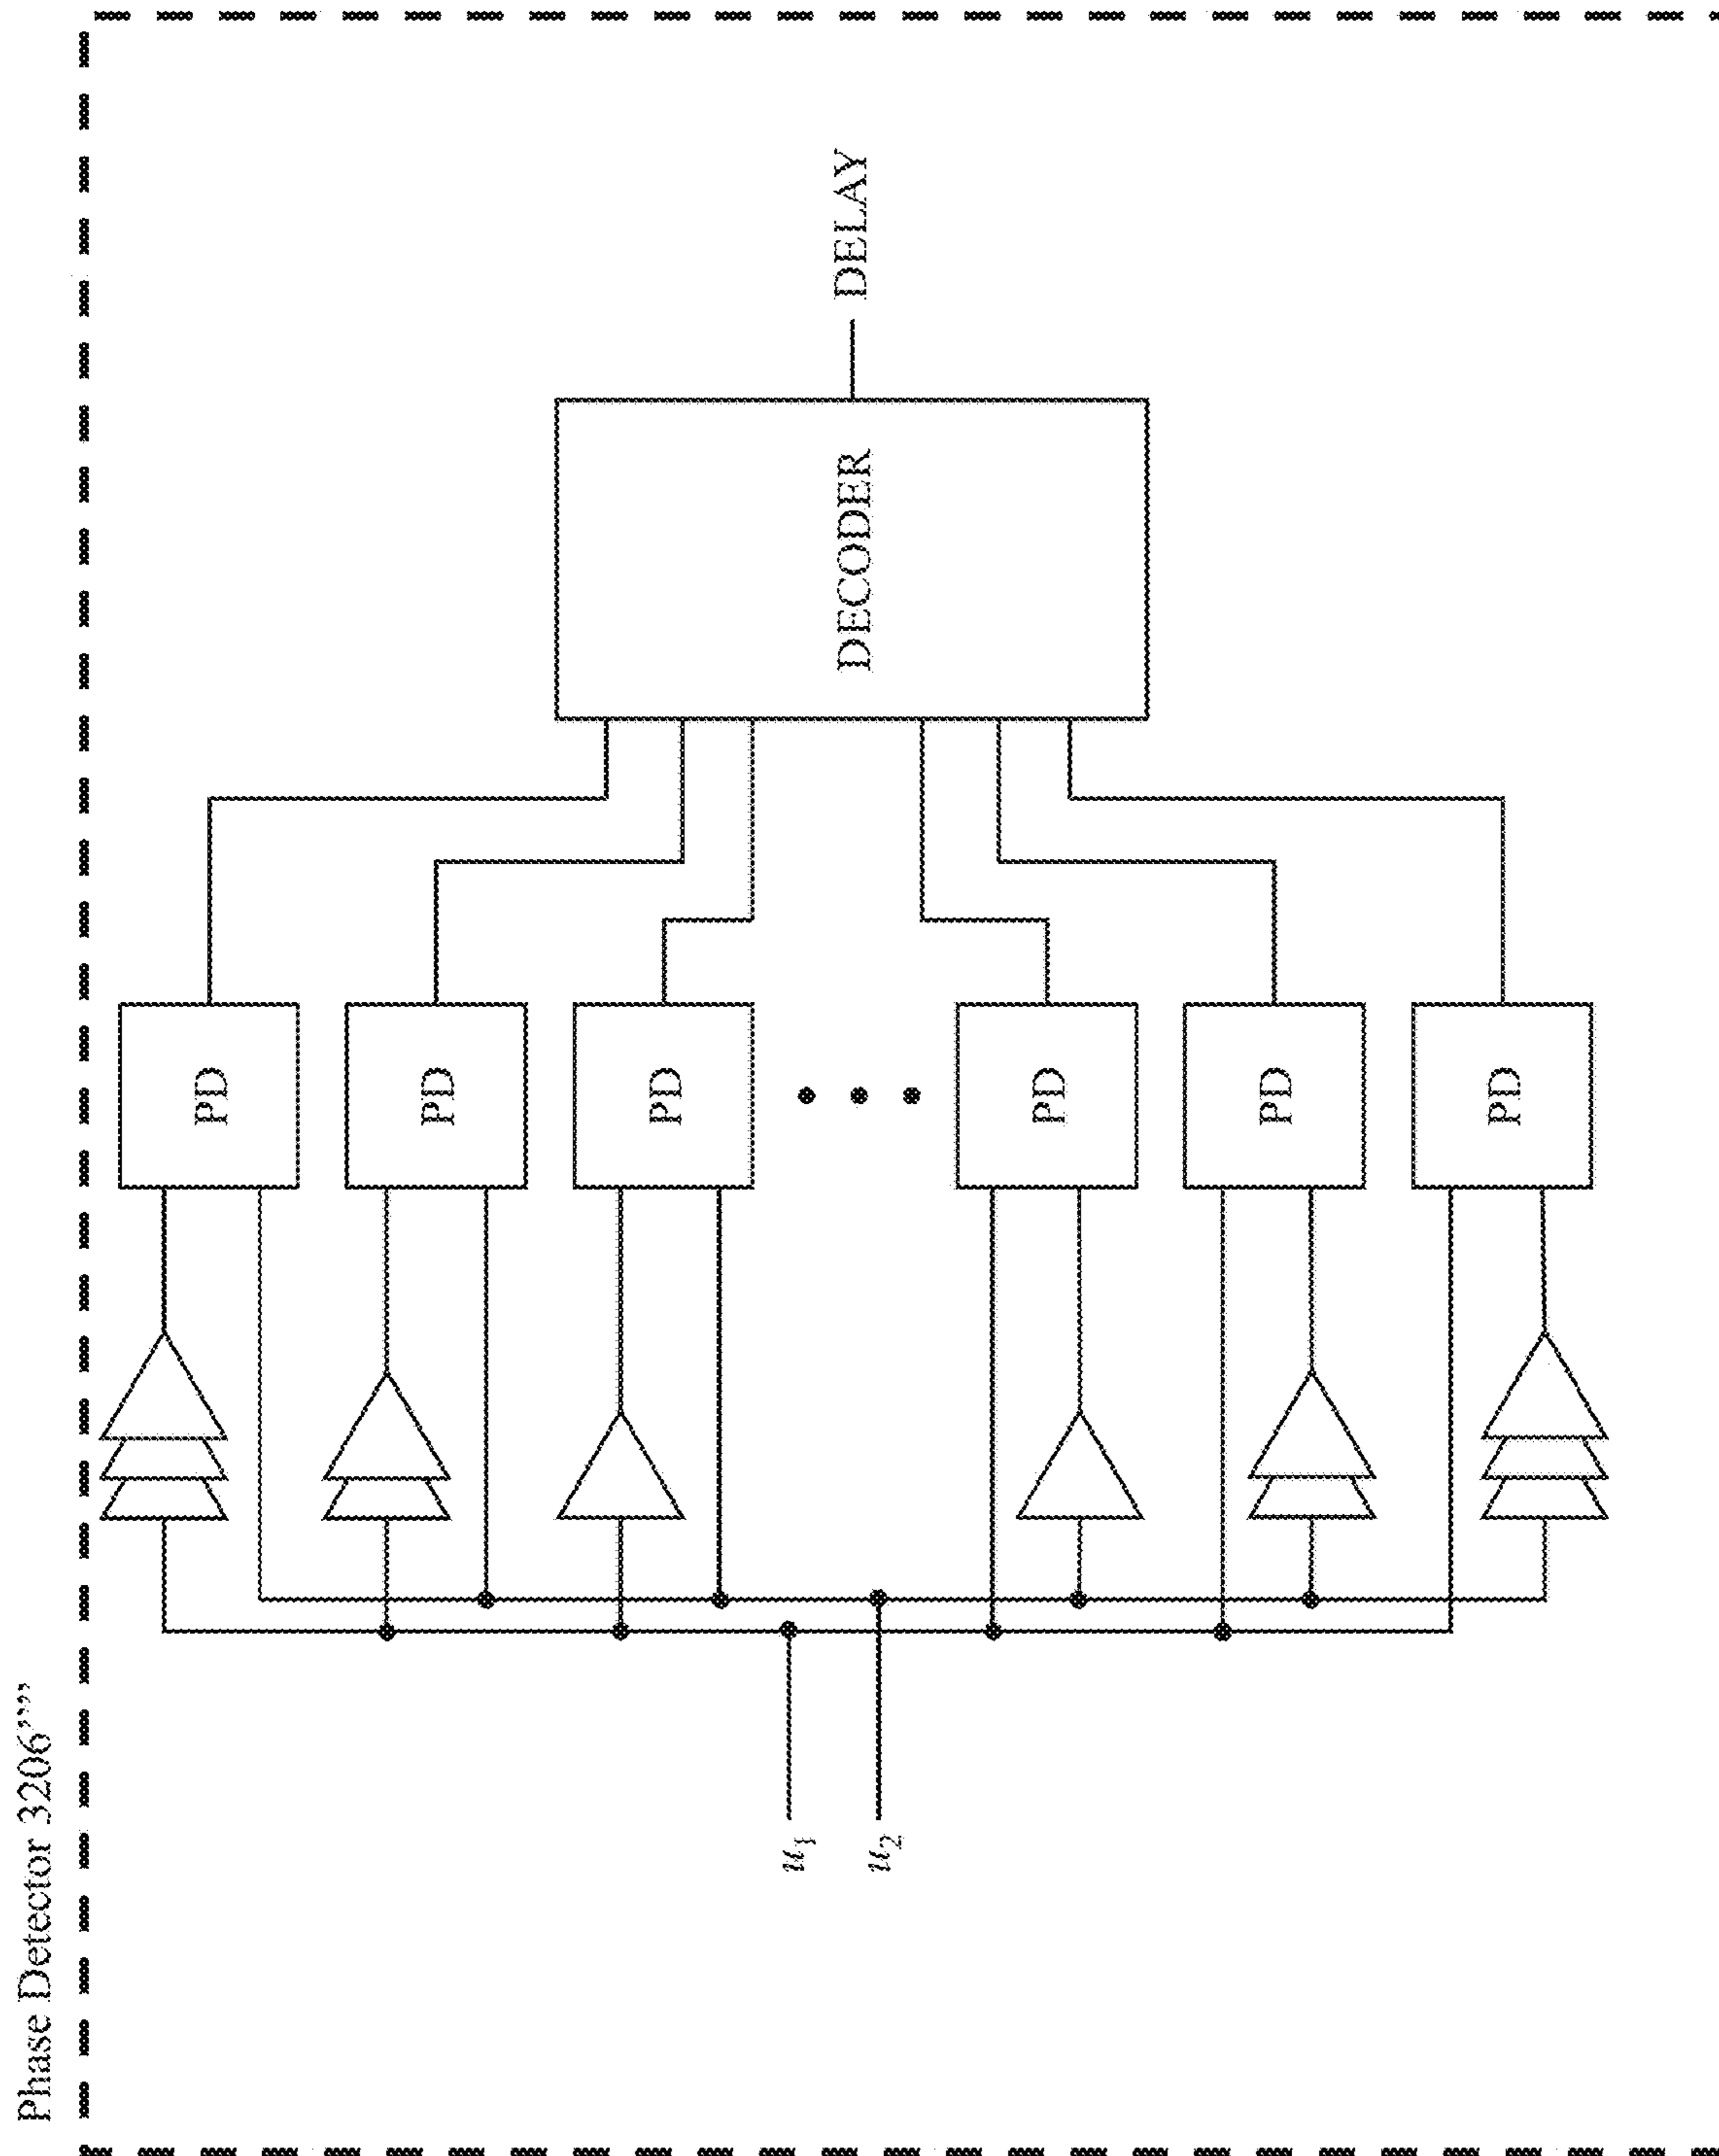 Phase Detector 3206""
u1
u2
PD
PD
PD
PD
PD
PD
DECODER
DELAY